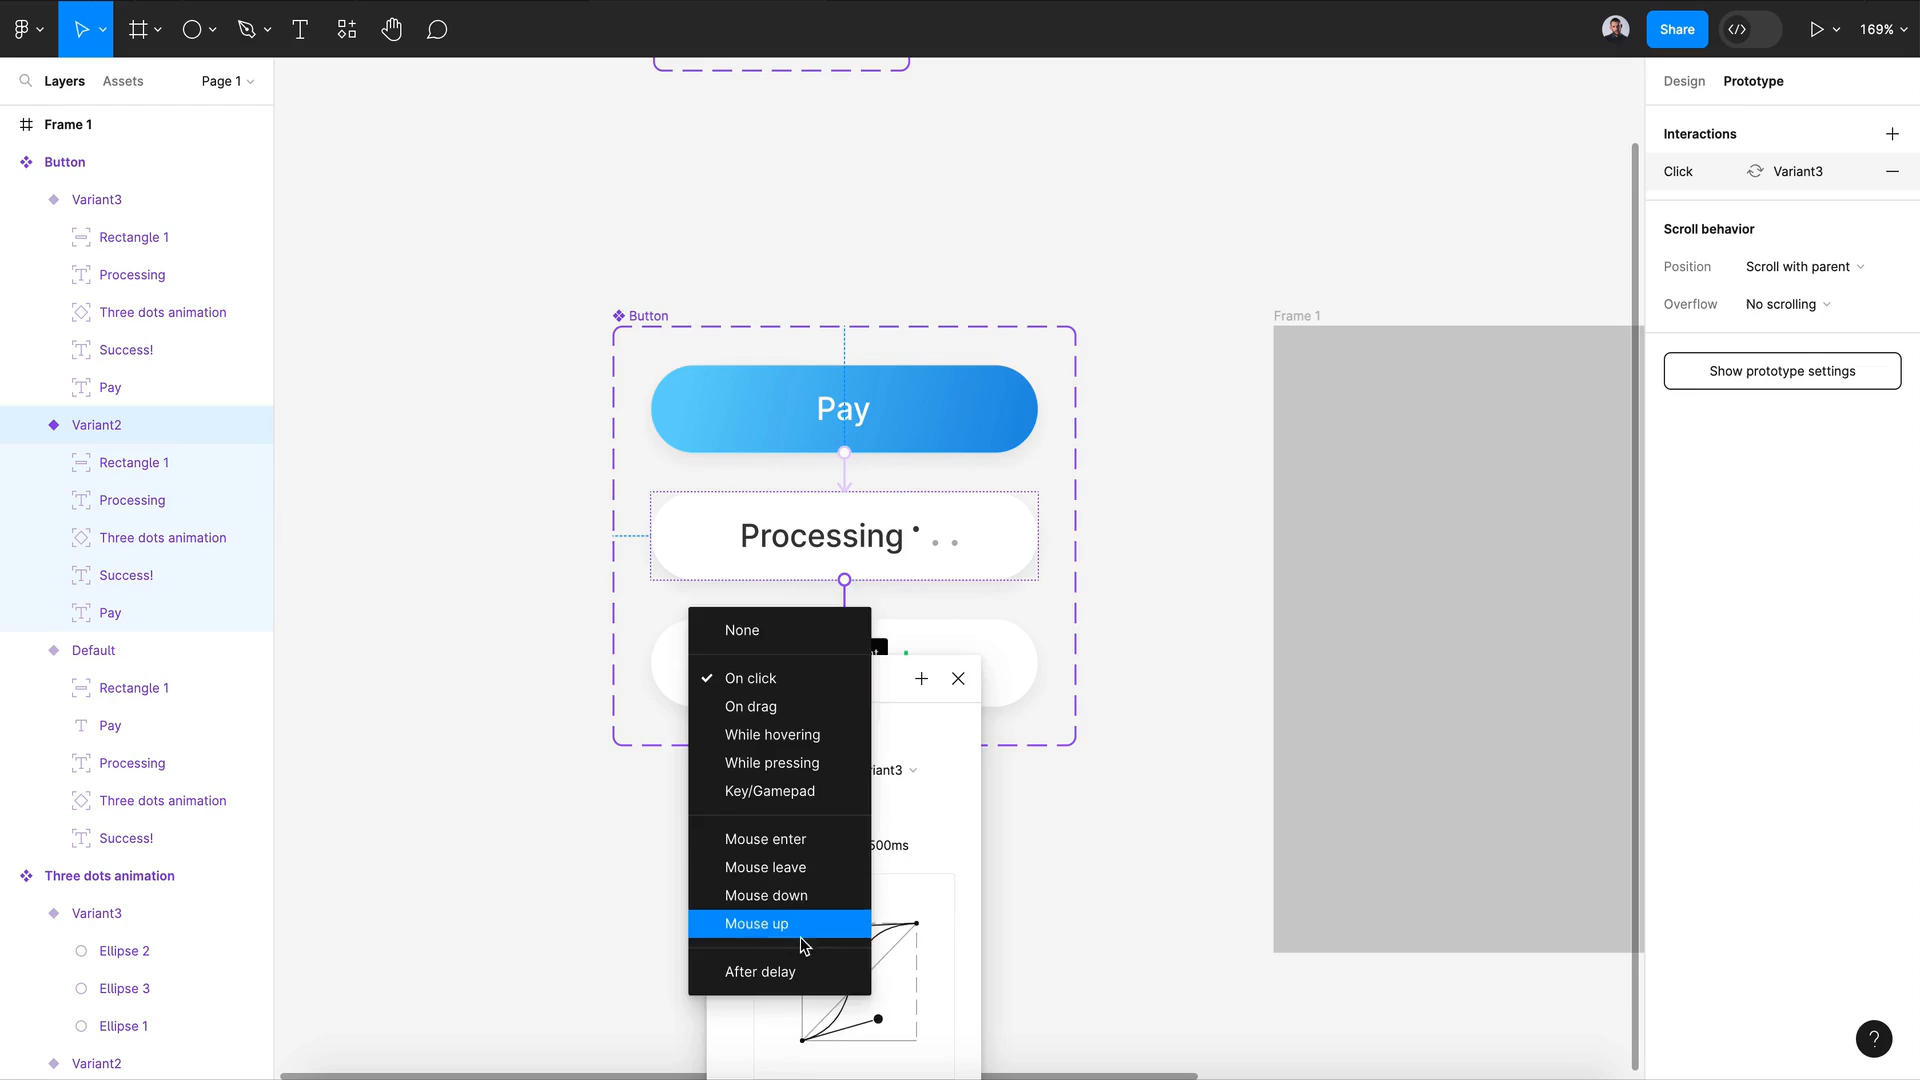 Share
169%
Layers
Assets
Page 1
Frame 1
Button
Variant3
Rectangle 1
Processing
Three dots animation
Success!
Pay
Variant2
Rectangle 1
Processing
Three dots animation
Success!
Pay
Default
Rectangle 1
Pay
Processing
Three dots animation
Success!
Three dots animation
Variant3
Ellipse 2
Ellipse 3
Ellipse 1
Variant2
Button
Pay
Processing
None
On click
On drag
While hovering
While pressing
Key/Gamepad
Mouse enter
Mouse leave
Mouse down
Mouse up
After delay
riant3
500ms
Frame 1
Design
Prototype
Interactions
Click
Variant3
Scroll behavior
Position
Scroll with parent
Overflow
No scrolling
Show prototype settings
?